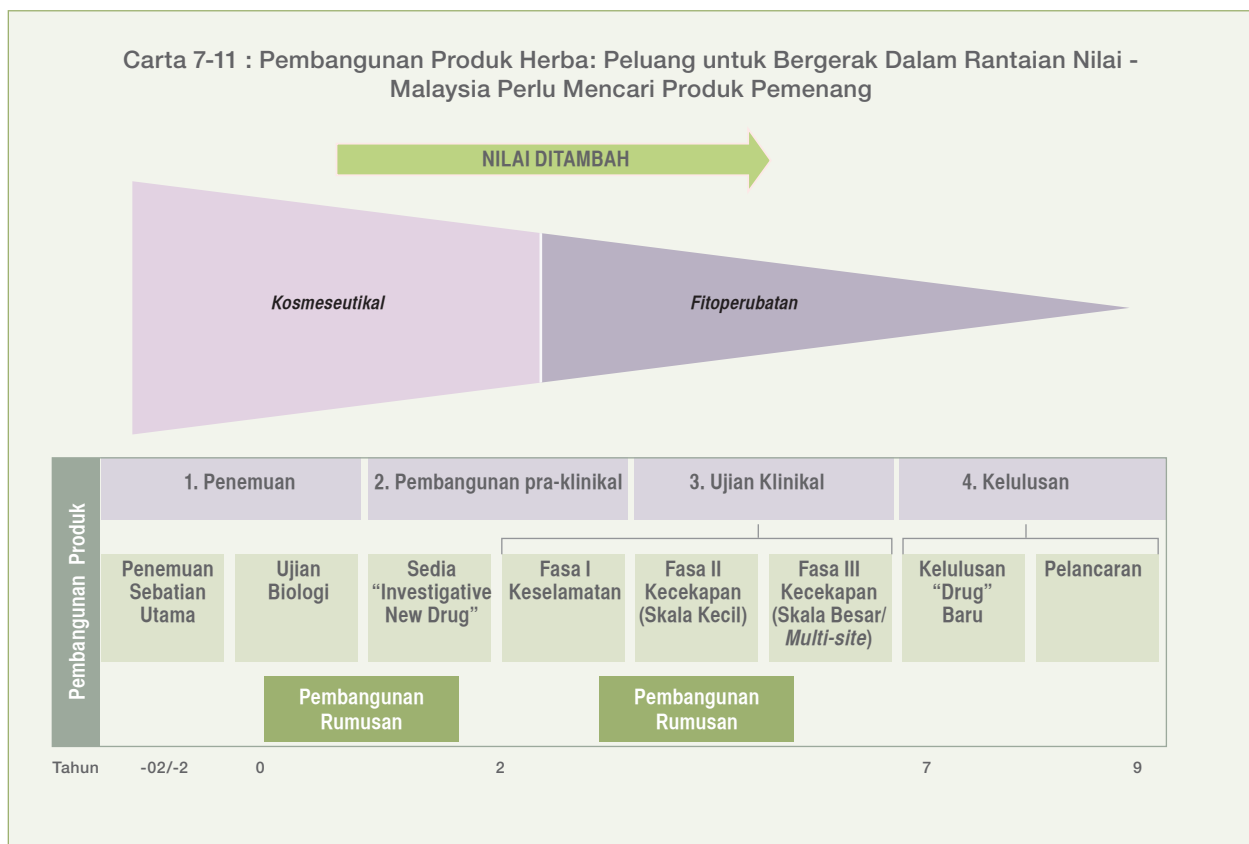 Carta 7-11 : Pembangunan Produk Herba: Peluang untuk Bergerak Dalam Rantaian Nilai -
Malaysia Perlu Mencari Produk Pemenang
NILAI DITAMBAH
Kosmeseutikal
Fitoperubatan
Pembangunan Produk
1. Penemuan
2. Pembangunan pra-klinikal
3. Ujian Klinikal
4. Kelulusan
Penemuan
Sebatian
Utama
Ujian
Biologi
Sedia
“Investigative
New Drug”
Fasa I
Keselamatan
Fasa II
Kecekapan
(Skala Kecil)
Fasa III
Kecekapan
(Skala Besar/
Multi-site)
Kelulusan
“Drug”
Baru
Pelancaran
Pembangunan
Rumusan
Pembangunan
Rumusan
Tahun -02/-2 0 2 7 9